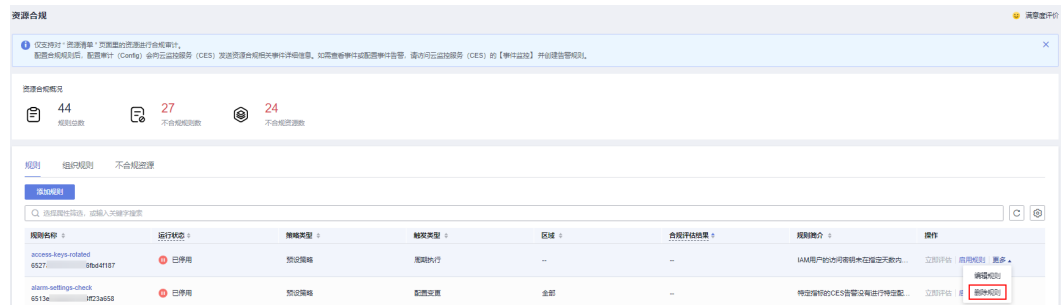 资源合规
满意度评价
仅支持对“资源清单”页面里的资源进行合规审计。
配置合规规则后，配置审计（Config）会向云监控服务（CES）发送资源合规相关事件详细信息。如需查看事件或配置事件告警，请访问云监控服务（CES）的【事件监控】并创建告警规则。
资源合规概况
44
规则总数
27
不合规规则数
24
不合规资源数
规则 组织规则 不合规资源
添加规则
选择属性筛选，或输入关键字搜索
规则名称 运行状态 策略类型 触发类型 区域 合规评估结果 规则简介 操作
access-keys-rotated
6527 6fbd4f187
已停用 预设策略 周期执行 -- -- IAM用户的访问密钥未在指定天数内... 立即评估 启用规则 更多
编辑规则
删除规则
alarm-settings-check
6513e 4ff23a658
已停用 预设策略 配置变更 全部 -- 特定指标的CES告警没有进行特定配... 立即评估